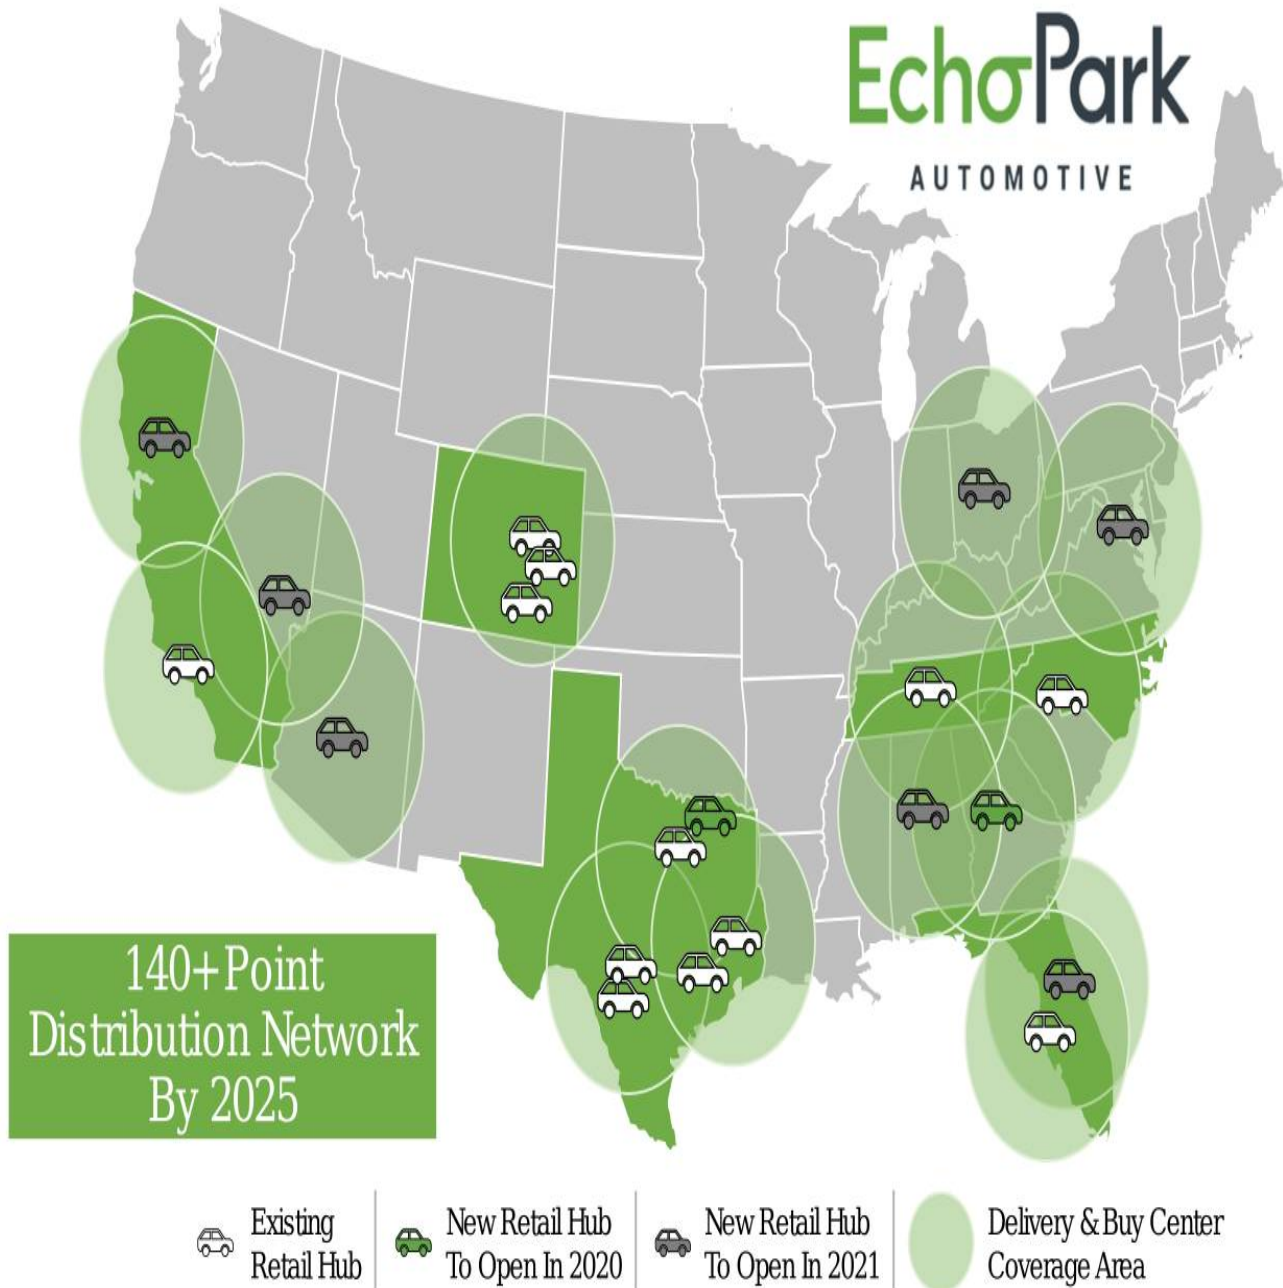 EchoPark
AUTOMOTIVE
140+ Point
Distribution Network
By 2025
Existing
Retail Hub
New Retail Hub
To Open In 2020
New Retail Hub
To Open In 2021
Delivery & Buy Center
Coverage Area